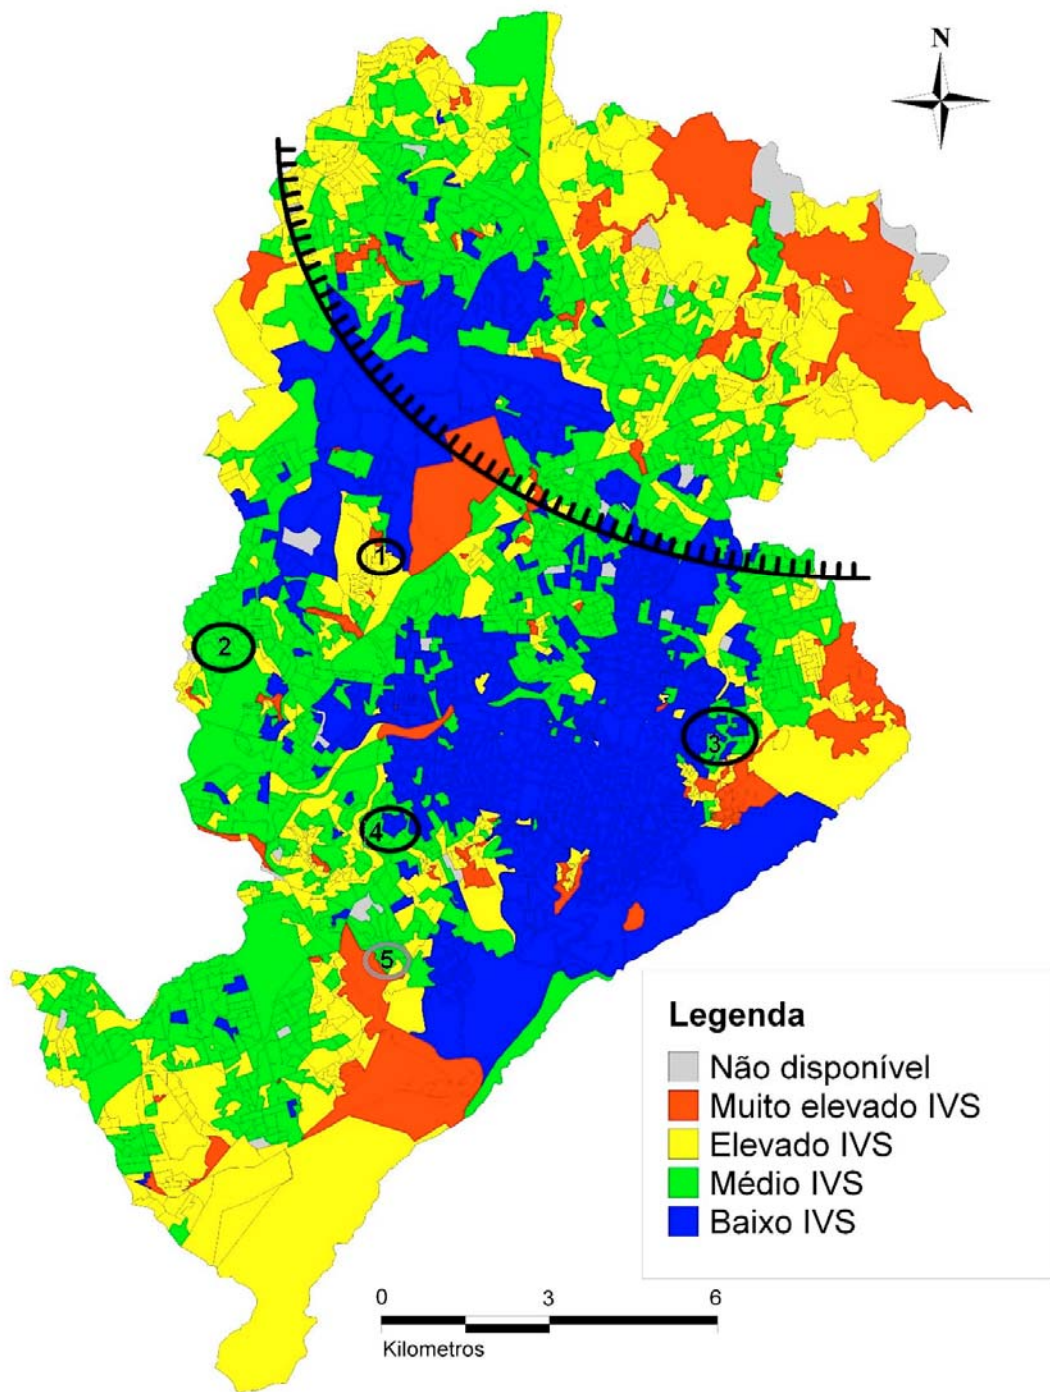 N
1
2
3
4
5
Legenda
Não disponível
Muito elevado IVS
Elevado IVS
Médio IVS
Baixo IVS
0 3 6
Kilometros